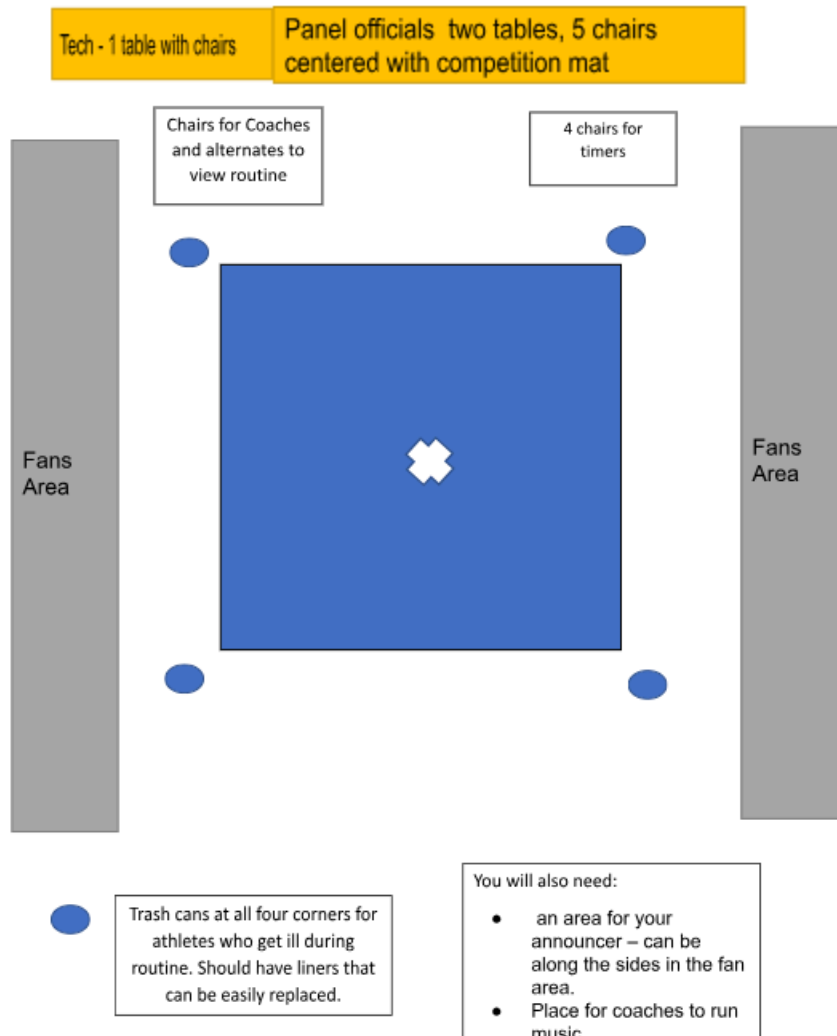 Tech - 1 table with chairs
Panel officials  two tables, 5 chairs
centered with competition mat
Chairs for Coaches
and alternates to
view routine
4 chairs for
timers
Fans
Area
Fans
Area
Trash cans at all four corners for
athletes who get ill during
routine. Should have liners that
can be easily replaced.
You will also need:
● an area for your
announcer – can be
along the sides in the fan
area.
● Place for coaches to run
music